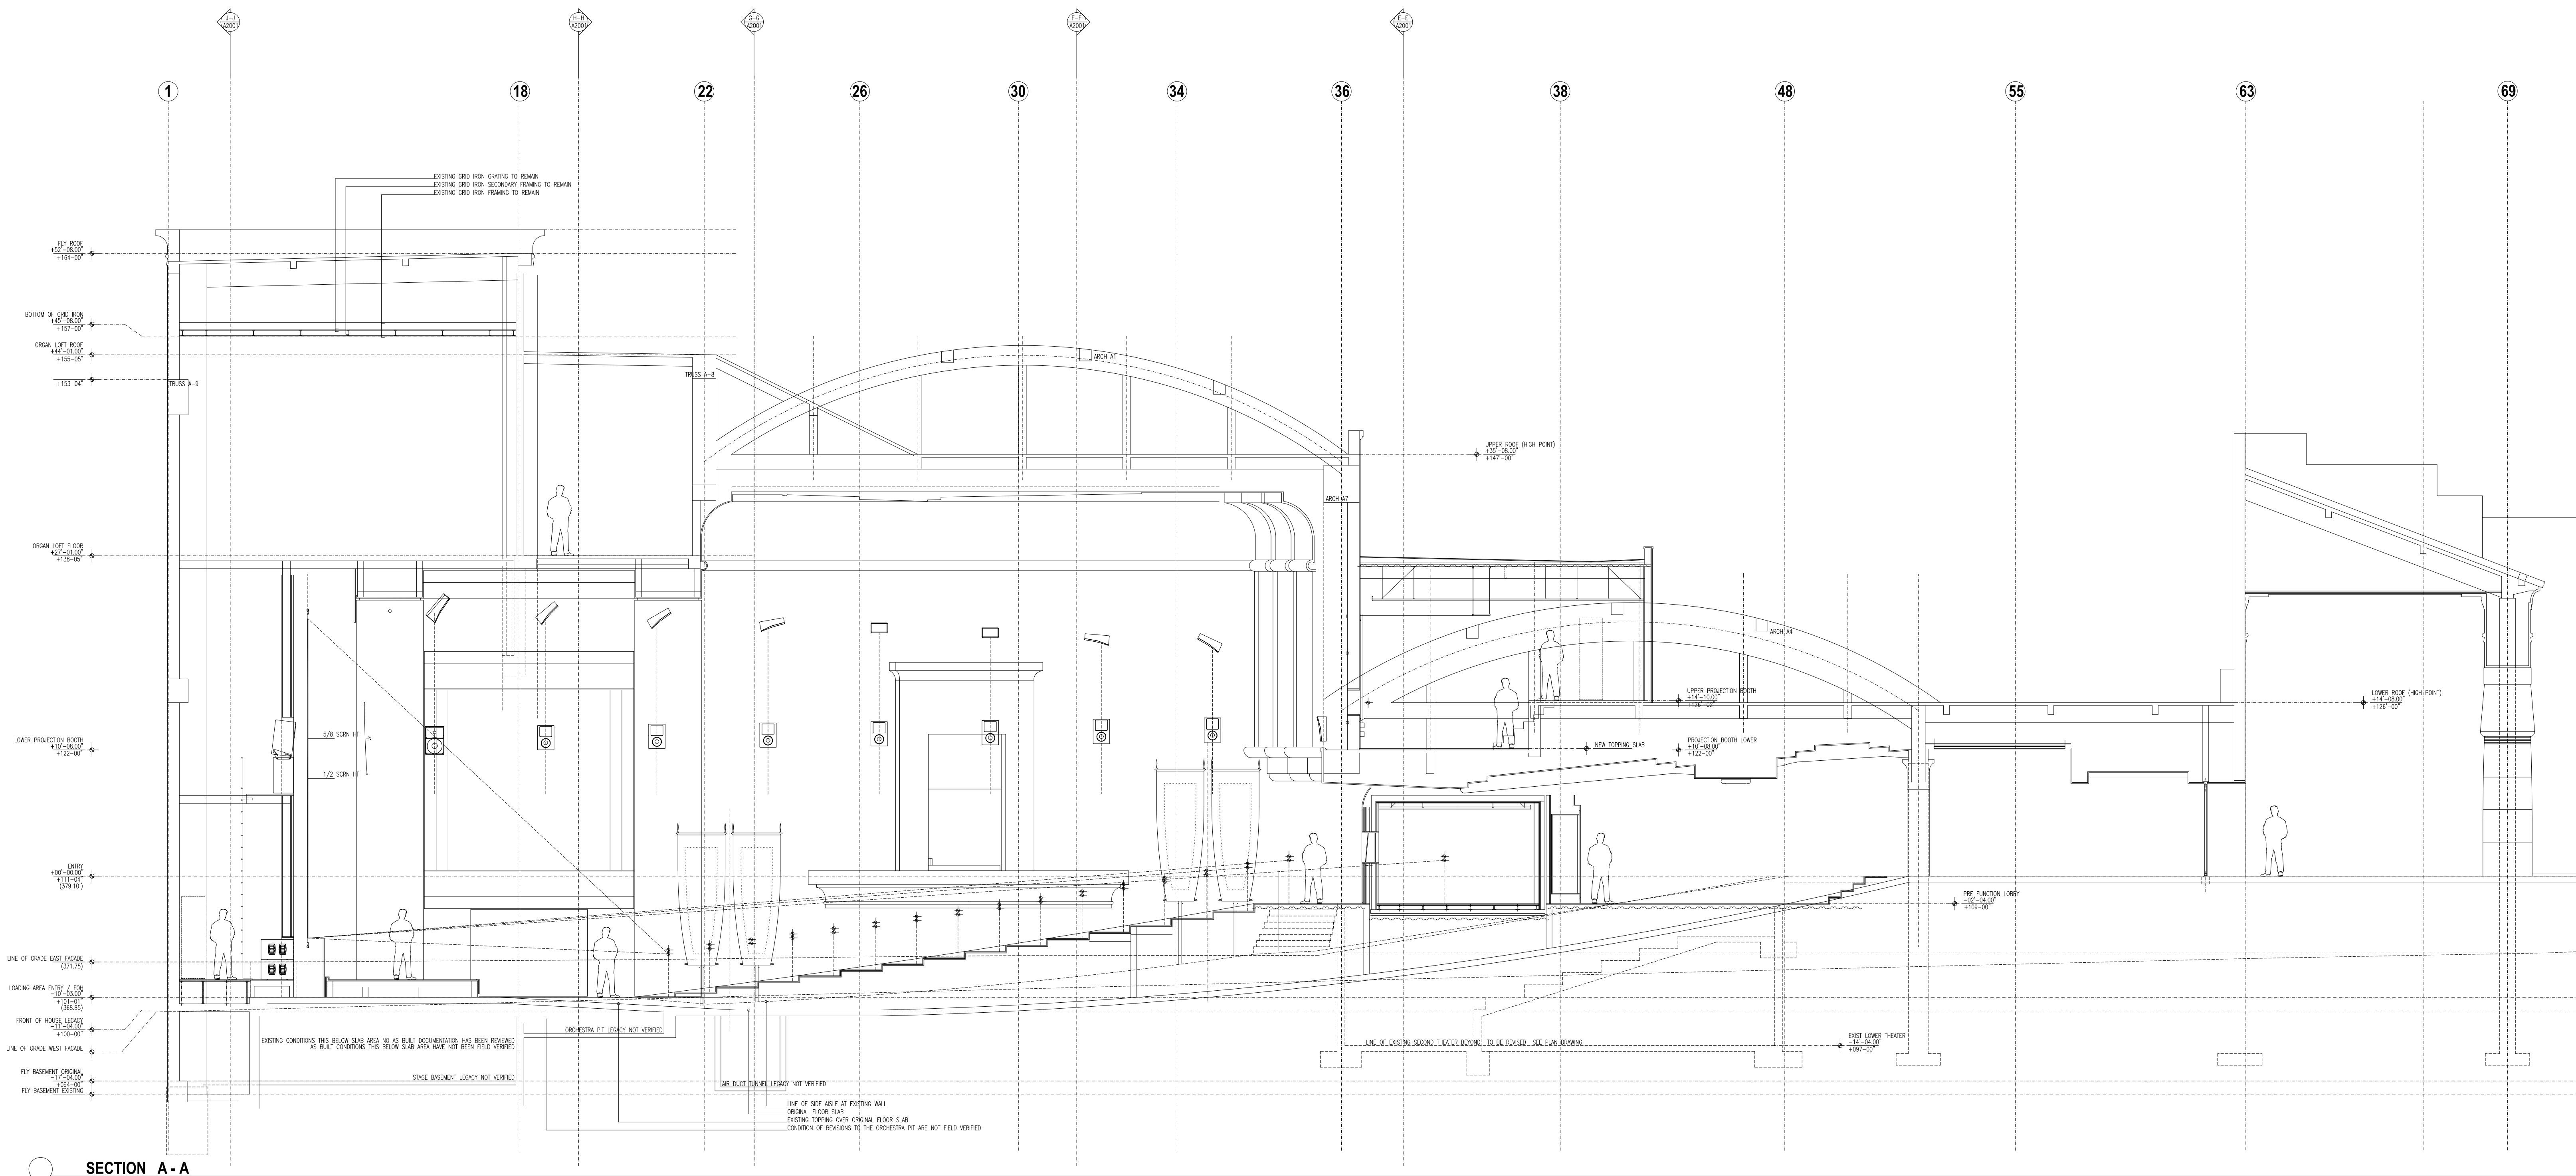 J-J
A2001
H-H
A2001
G-G
A2001
F-F
A2001
E-E
A2001
1
18
22
26
30
34
36
38
48
55
63
69
EXISTING GRID IRON GRATING TO REMAIN
EXISTING GRID IRON SECONDARY FRAMING TO REMAIN
EXISTING GRID IRON FRAMING TO REMAIN
FLY ROOF
+52'-08.00"
+164-00"
BOTTOM OF GRID IRON
+45'-08.00"
+157-00"
ORGAN LOFT ROOF
+44'-01.00"
+155-05"
+153-04"
TRUSS A-9
TRUSS A-8
ARCH A1
UPPER ROOF (HIGH POINT)
+35'-08.00"
+147'-00"
ARCH A7
ORGAN LOFT FLOOR
+27'-01.00"
+138-05"
ARCH A4
UPPER PROJECTION BOOTH
+14'-10.00"
+126'-02"
LOWER ROOF (HIGH POINT)
+14'-08.00"
+126'-00"
5/8 SCRN HT
1/2 SCRN HT
LOWER PROJECTION BOOTH
+10'-08.00"
+122-00"
NEW TOPPING SLAB
PROJECTION BOOTH LOWER
+10'-08.00"
+122-00"
ENTRY
+00'-00.00"
+111-04"
(379.10')
PRE FUNCTION LOBBY
-02'-04.00"
+109-00"
LINE OF GRADE EAST FACADE
(371.75)
LOADING AREA ENTRY / FOH
-10'-03.00"
+101-01"
(368.85)
FRONT OF HOUSE LEGACY
-11'-04.00"
+100-00"
LINE OF GRADE WEST FACADE
ORCHESTRA PIT LEGACY NOT VERIFIED
EXISTING CONDITIONS THIS BELOW SLAB AREA NO AS BUILT DOCUMENTATION HAS BEEN REVIEWED
AS BUILT CONDITIONS THIS BELOW SLAB AREA HAVE NOT BEEN FIELD VERIFIED
LINE OF EXISTING SECOND THEATER BEYOND TO BE REVISED SEE PLAN DRAWING
EXIST LOWER THEATER
-14'-04.00"
+097-00"
FLY BASEMENT ORIGINAL
-17'-04.00"
+094-00"
FLY BASEMENT EXISTING
STAGE BASEMENT LEGACY NOT VERIFIED
AIR DUCT TUNNEL LEGACY NOT VERIFIED
LINE OF SIDE AISLE AT EXISTING WALL
ORIGINAL FLOOR SLAB
EXISTING TOPPING OVER ORIGINAL FLOOR SLAB
CONDITION OF REVISIONS TO THE ORCHESTRA PIT ARE NOT FIELD VERIFIED
SECTION A - A